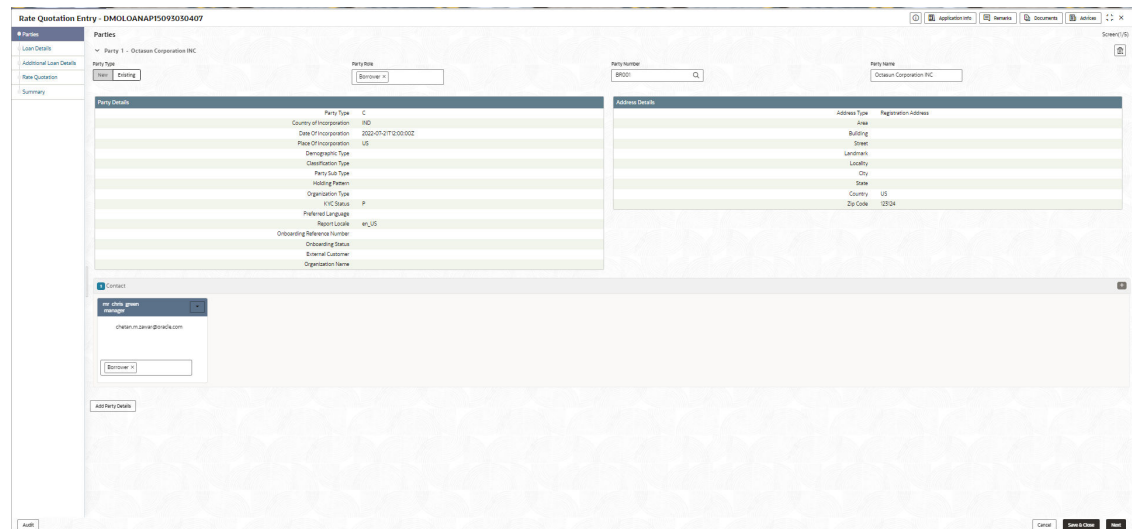 Rate Quotation Entry - DMOLOANAP15093030407
Application Info Remarks Documents Advices
Parties
Loan Details
Additional Loan Details
Rate Quotation
Summary
Parties
Screen(1/5)
Party 1 - Octasun Corporation INC
Party Type
New Existing
Party Role
Borrower ×
Party Number
BR001
Party Name
Octasun Corporation INC
Party Details
Party Type C
Country of Incorporation IND
Date Of Incorporation 2022-07-21T12:00:00Z
Place Of Incorporation US
Demographic Type
Classification Type
Party Sub Type
Holding Pattern
Organization Type
KYC Status P
Preferred Language
Report Locale en_US
Onboarding Reference Number
Onboarding Status
External Customer
Organization Name
Address Details
Address Type Registration Address
Area
Building
Street
Landmark
Locality
City
State
Country US
Zip Code 123124
1 Contact
mr chris green
manager
chetan.m.zawar@oracle.com
Borrower ×
Add Party Details
Audit
Cancel Save & Close Next